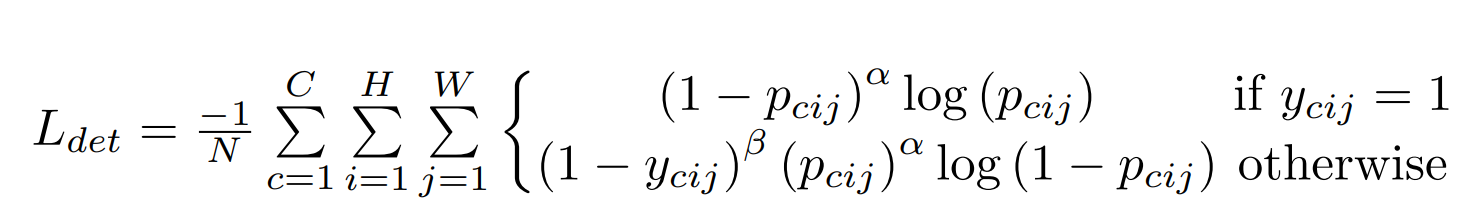 L_{det} = \frac{-1}{N} \sum_{c=1}^{C} \sum_{i=1}^{H} \sum_{j=1}^{W} \begin{cases} (1 - p_{cij})^{\alpha} \log (p_{cij}) & \text{if } y_{cij} = 1 \\ (1 - y_{cij})^{\beta} (p_{cij})^{\alpha} \log (1 - p_{cij}) & \text{otherwise} \end{cases}